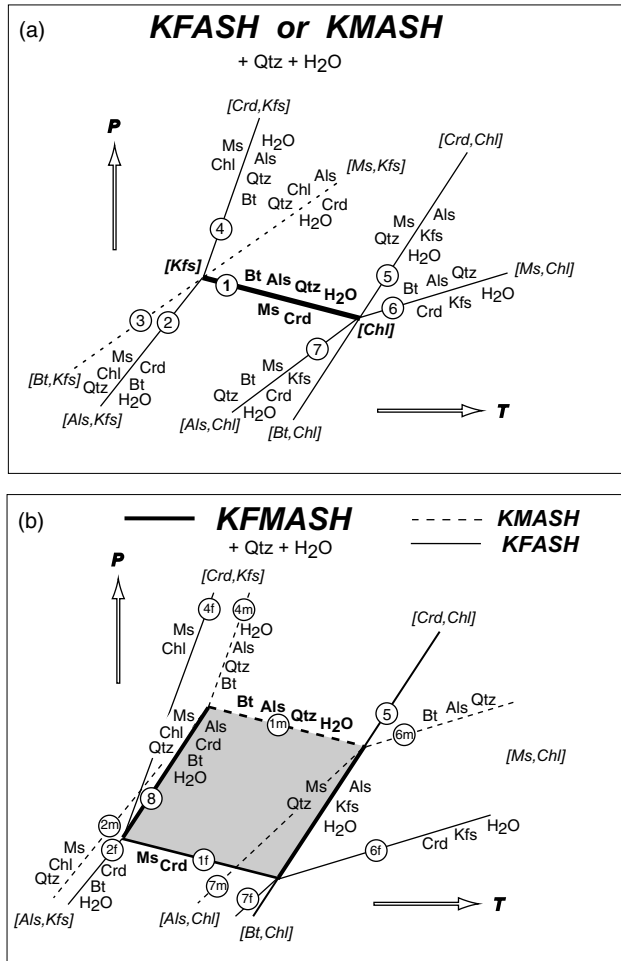 (a)
KFASH or KMASH
+ Qtz + H2O
P
[Crd,Kfs]
Ms
Chl
H2O
Als
Qtz
Bt
4
[Ms,Kfs]
Chl
Qtz
Als
Crd
H2O
[Crd,Chl]
Ms
Qtz
Als
Kfs
H2O
5
[Kfs]
1
Bt Als Qtz H2O
Ms Crd
[Chl]
[Ms,Chl]
6
Bt Als Qtz
Crd Kfs H2O
3
2
[Bt,Kfs]
Ms
Chl
Qtz
Crd
Bt
H2O
[Als,Kfs]
7
Ms
Bt
Qtz
Kfs
Crd
H2O
[Als,Chl]
[Bt,Chl]
T
(b)
KFMASH
+ Qtz + H2O
KMASH
KFASH
P
[Crd,Kfs]
4f
4m
Ms
Chl
H2O
Als
Qtz
Bt
[Crd,Chl]
Bt Als Qtz H2O
1m
5
Bt Als Qtz
6m
[Ms,Chl]
Ms
Chl
Qtz
Als
Crd
Bt
H2O
8
Ms
Qtz
Als
Kfs
H2O
2m
2f
Ms
Chl
Qtz
Crd
Bt
H2O
[Als,Kfs]
Ms Crd
1f
6f
Crd Kfs H2O
7m
7f
[Als,Chl]
[Bt,Chl]
T